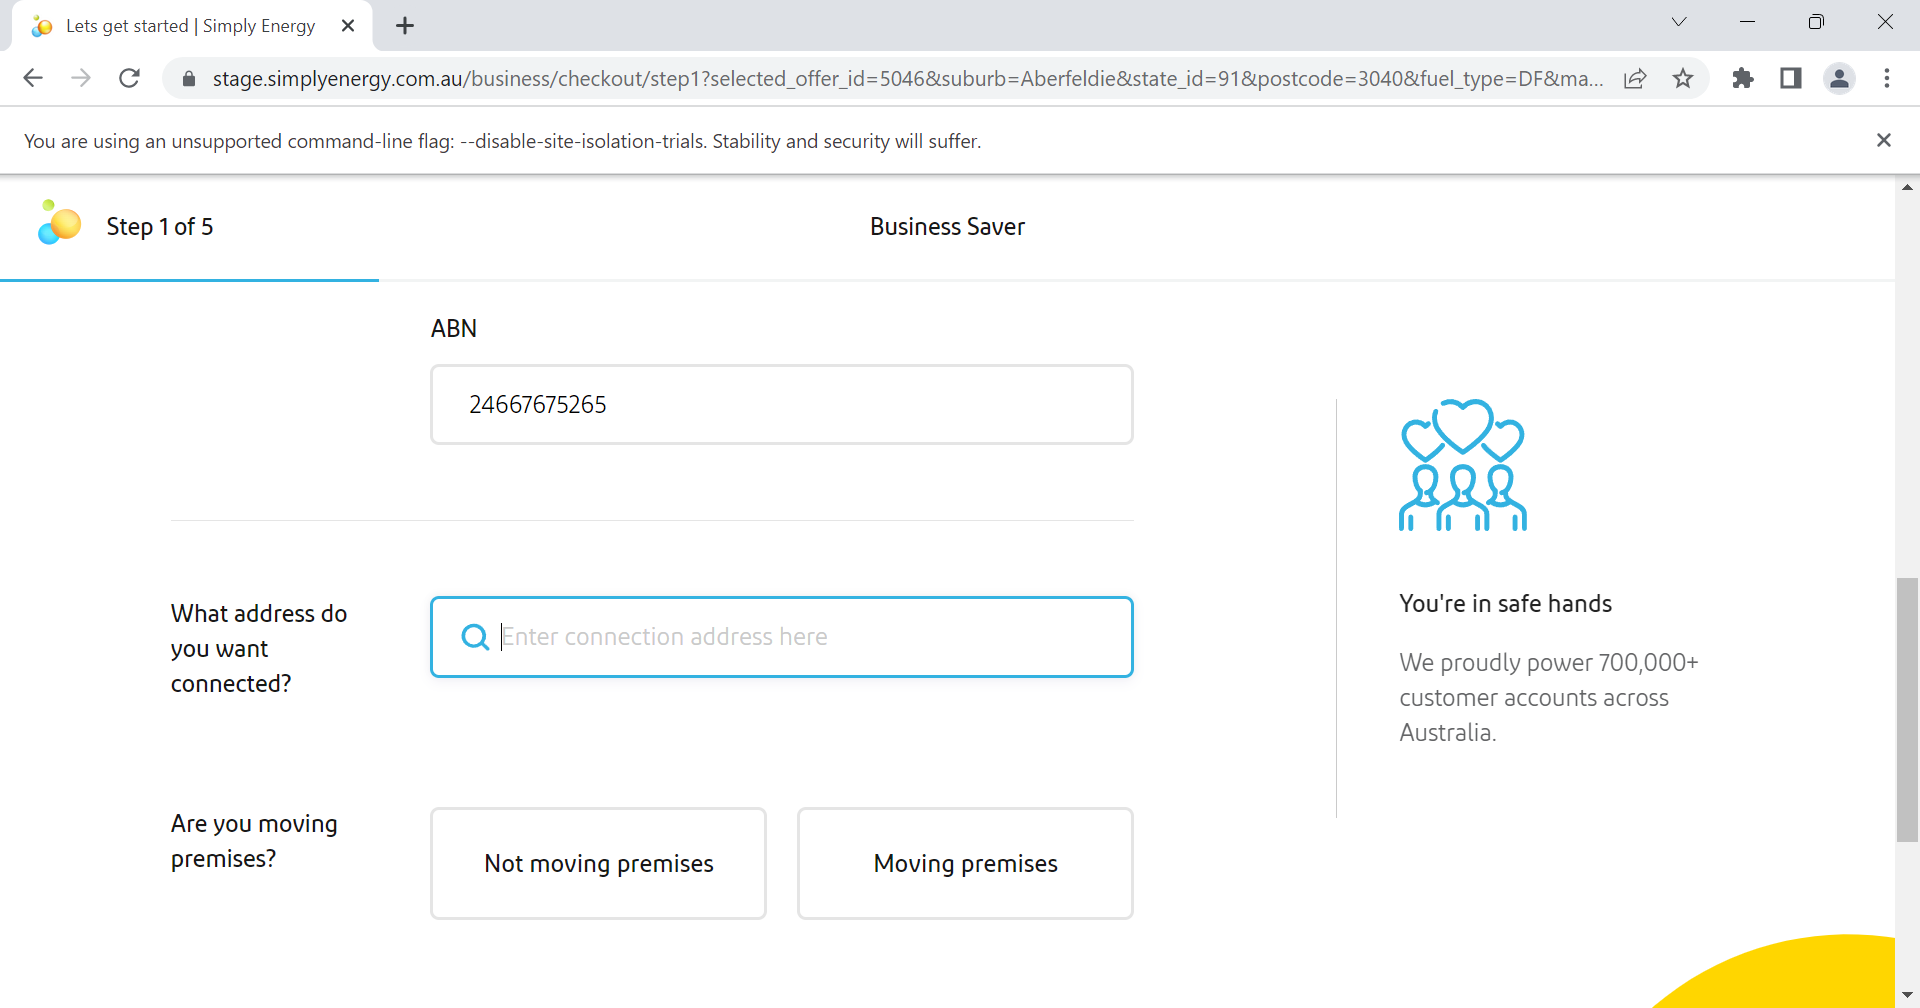 Lets get started | Simply Energy
stage.simplyenergy.com.au/business/checkout/step1?selected_offer_id=5046&suburb=Aberfeldie&state_id=91&postcode=3040&fuel_type=DF&ma...
You are using an unsupported command-line flag: --disable-site-isolation-trials. Stability and security will suffer.
Step 1 of 5
Business Saver
ABN
24667675265
What address do
you want
connected?
Enter connection address here
Are you moving
premises?
Not moving premises
Moving premises
You're in safe hands
We proudly power 700,000+
customer accounts across
Australia.